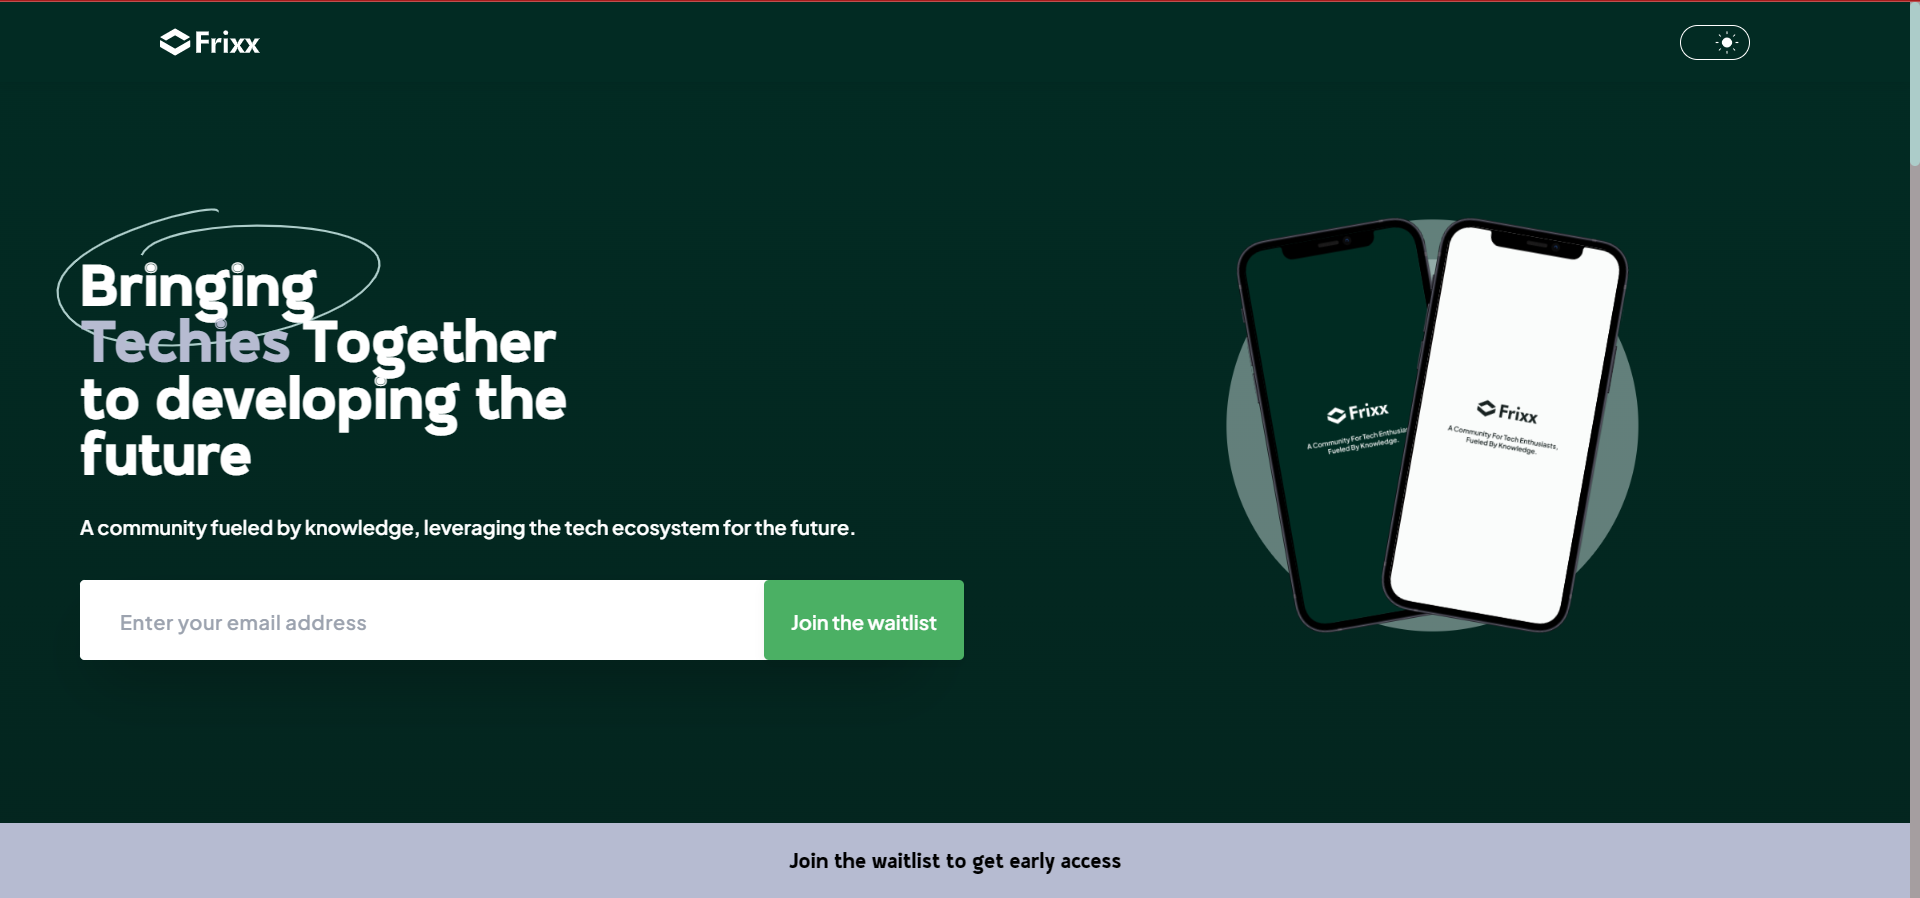 Frixx
Bringing
Techies Together
to developing the
future
A community fueled by knowledge, leveraging the tech ecosystem for the future.
Enter your email address
Join the waitlist
Frixx
A Community For Tech Enthusias
Fueled By Knowledge.
Frixx
A Community For Tech Enthusiasts,
Fueled By Knowledge.
Join the waitlist to get early access